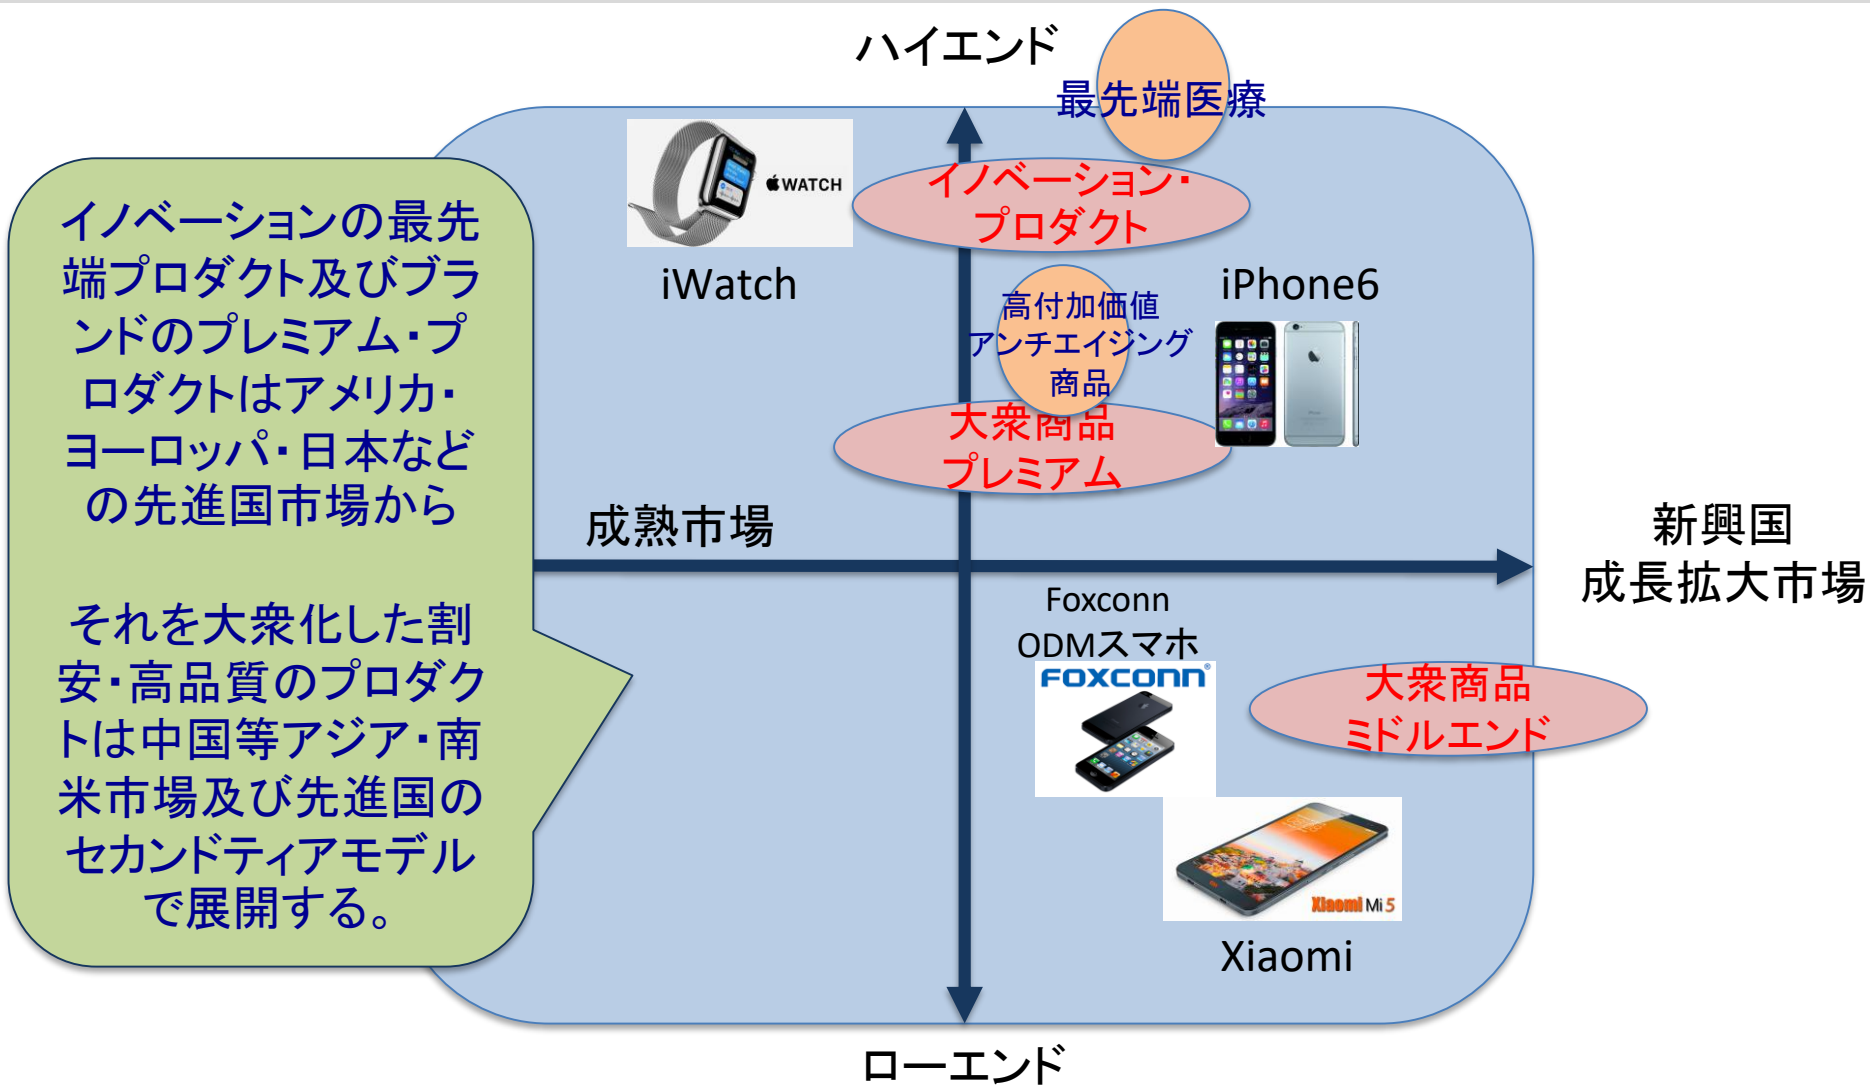 ハイエンド
最先端医療
WATCH
イノベーション・
プロダクト
iWatch
高付加価値
アンチエイジング
商品
iPhone6
大衆商品
プレミアム
イノベーションの最先
端プロダクト及びブラ
ンドのプレミアム・プ
ロダクトはアメリカ・
ヨーロッパ・日本など
の先進国市場から
それを大衆化した割
安・高品質のプロダク
トは中国等アジア・南
米市場及び先進国の
セカンドティアモデル
で展開する。
成熟市場
新興国
成長拡大市場
Foxconn
ODMスマホ
FOXCONN®
大衆商品
ミドルエンド
Xiaomi Mi 5
Xiaomi
ローエンド